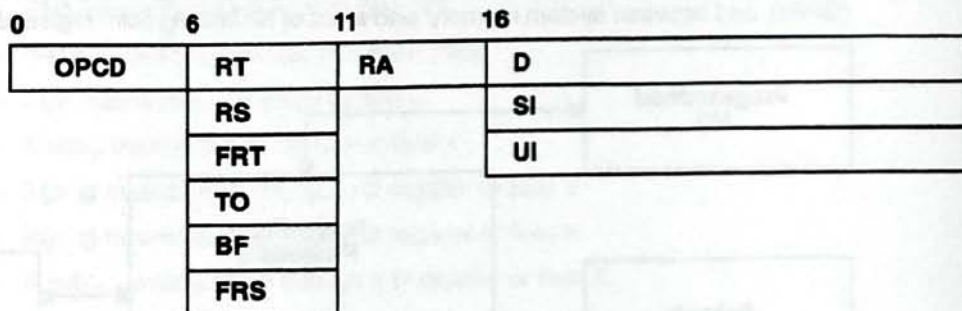 0 6 11 16
OPCD RT RA D
RS SI
FRT UI
TO
BF
FRS